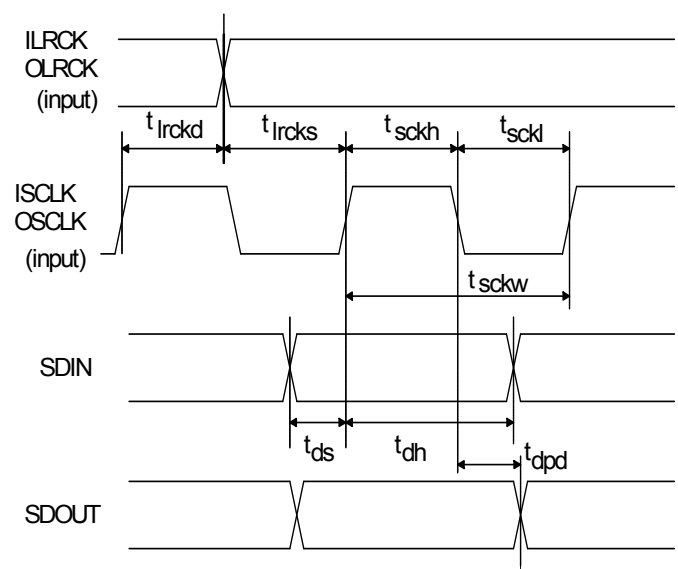 ILRCK
OLRCK
(input)
t lrckd
t lrcks
t sckh
t sckl
ISCLK
OSCLK
(input)
t sckw
SDIN
t ds
t dh
t dpd
SDOUT